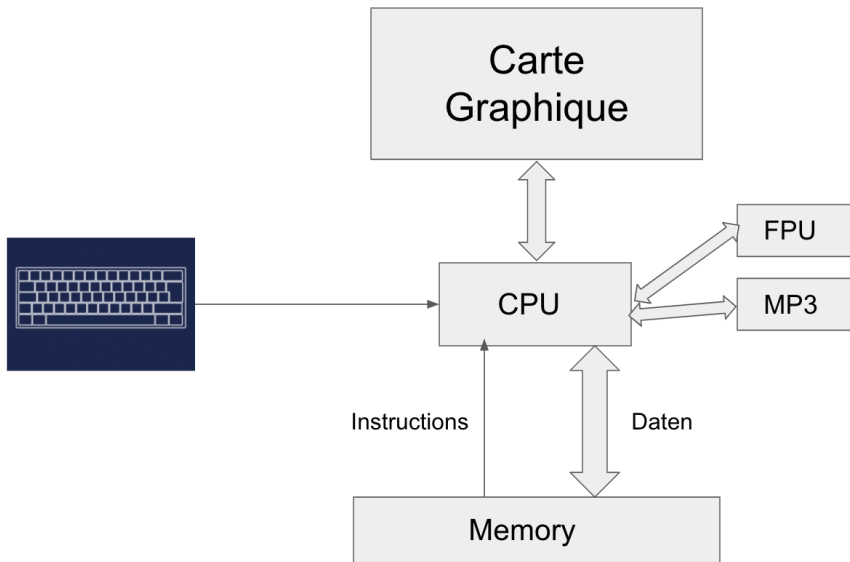 Carte
Graphique
FPU
CPU
MP3
Instructions
Daten
Memory